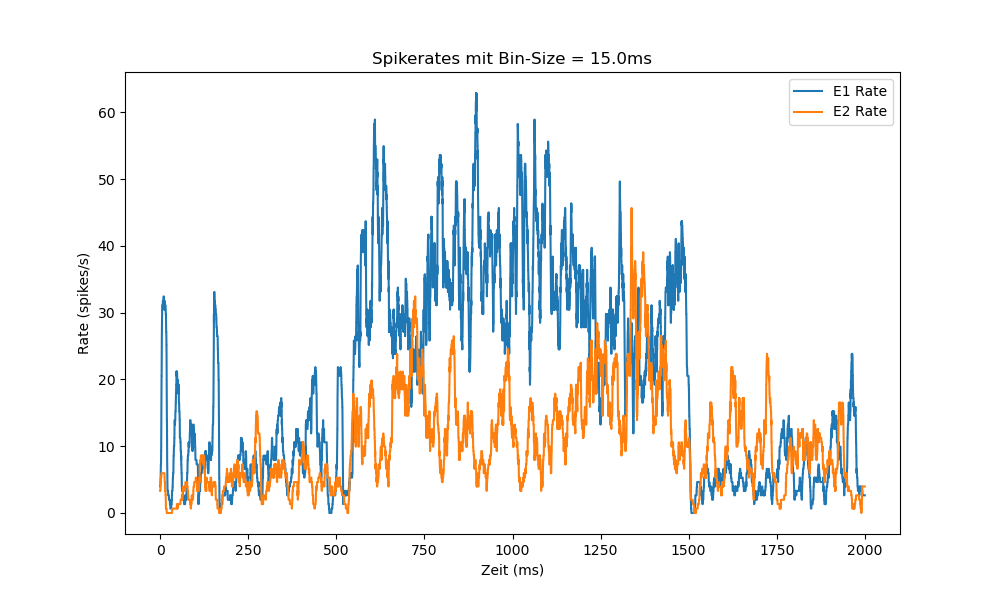 Spikerates mit Bin-Size = 15.0ms
E1 Rate
E2 Rate
60
50
40
30
20
10
0
Rate (spikes/s)
0 250 500 750 1000 1250 1500 1750 2000
Zeit (ms)